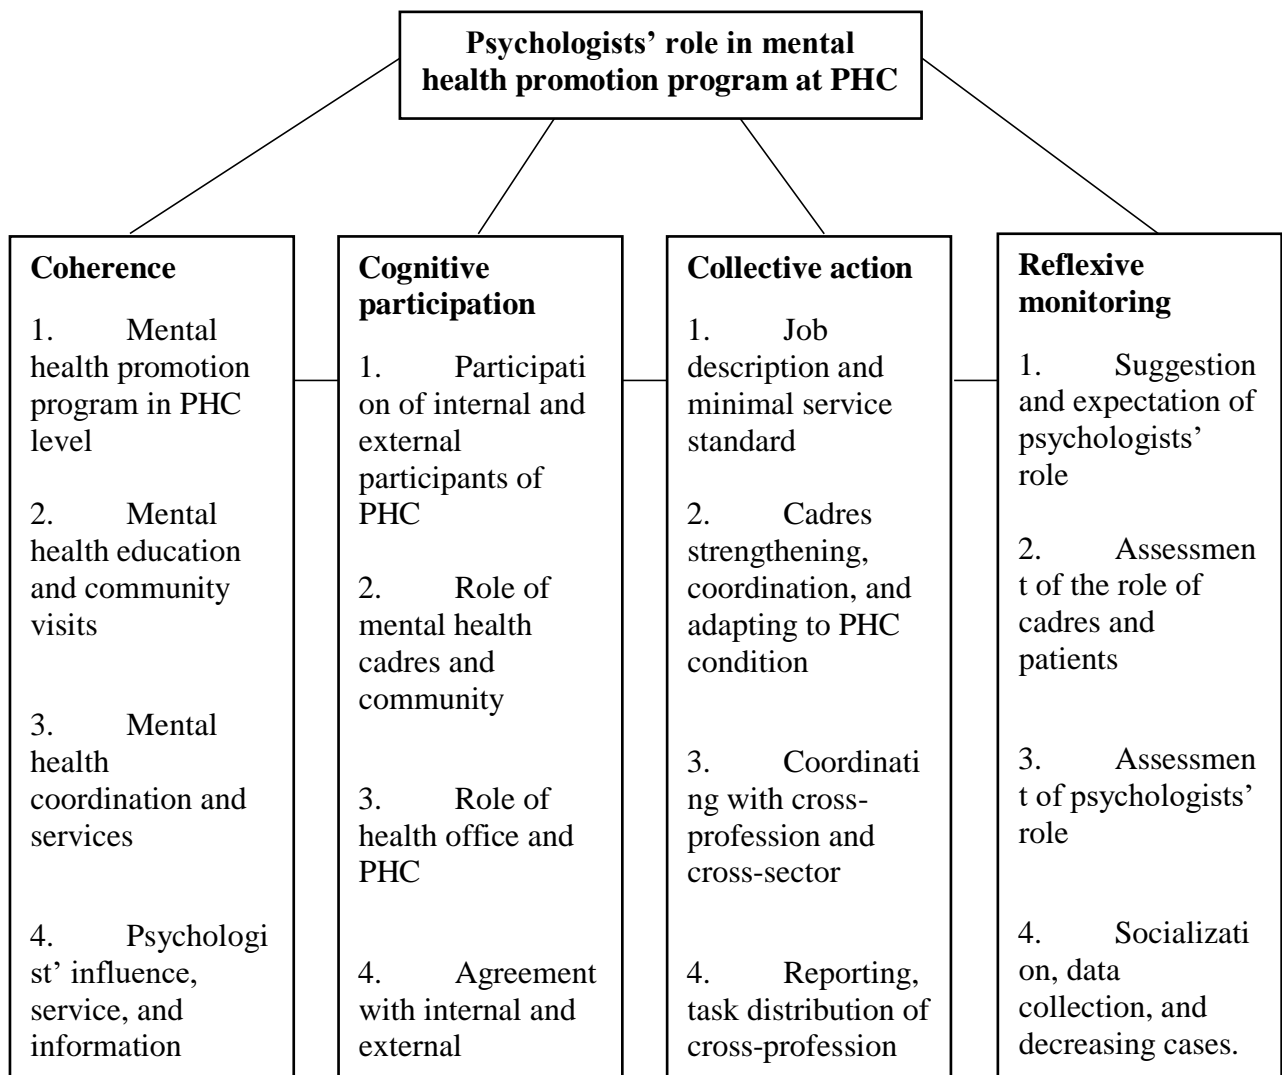 Psychologists’ role in mental
health promotion program at PHC
Coherence
1. Mental
health promotion
program in PHC
level
2. Mental
health education
and community
visits
3. Mental
health
coordination and
services
4. Psychologi
st’ influence,
service, and
information
Cognitive
participation
1. Participati
on of internal and
external
participants of
PHC
2. Role of
mental health
cadres and
community
3. Role of
health office and
PHC
4. Agreement
with internal and
external
Collective action
1. Job
description and
minimal service
standard
2. Cadres
strengthening,
coordination, and
adapting to PHC
condition
3. Coordinati
ng with cross-
profession and
cross-sector
4. Reporting,
task distribution of
cross-profession
Reflexive
monitoring
1. Suggestion
and expectation of
psychologists’
role
2. Assessmen
t of the role of
cadres and
patients
3. Assessmen
t of psychologists’
role
4. Socializati
on, data
collection, and
decreasing cases.